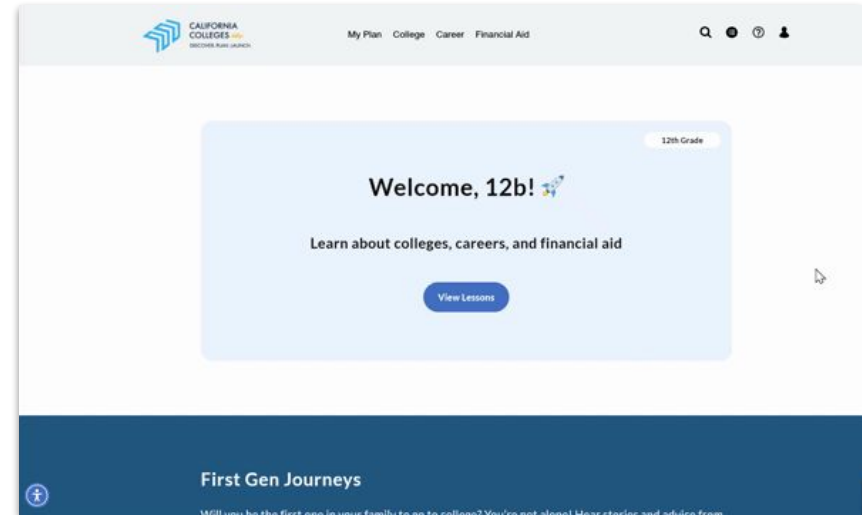 CALIFORNIA
COLLEGES.edu
DISCOVER. PLAN. LAUNCH.
My Plan College Career Financial Aid
12th Grade
Welcome, 12b! 🚀
Learn about colleges, careers, and financial aid
View Lessons
First Gen Journeys
Will you be the first one in your family to go to college? You're not alone! Hear stories and advice from